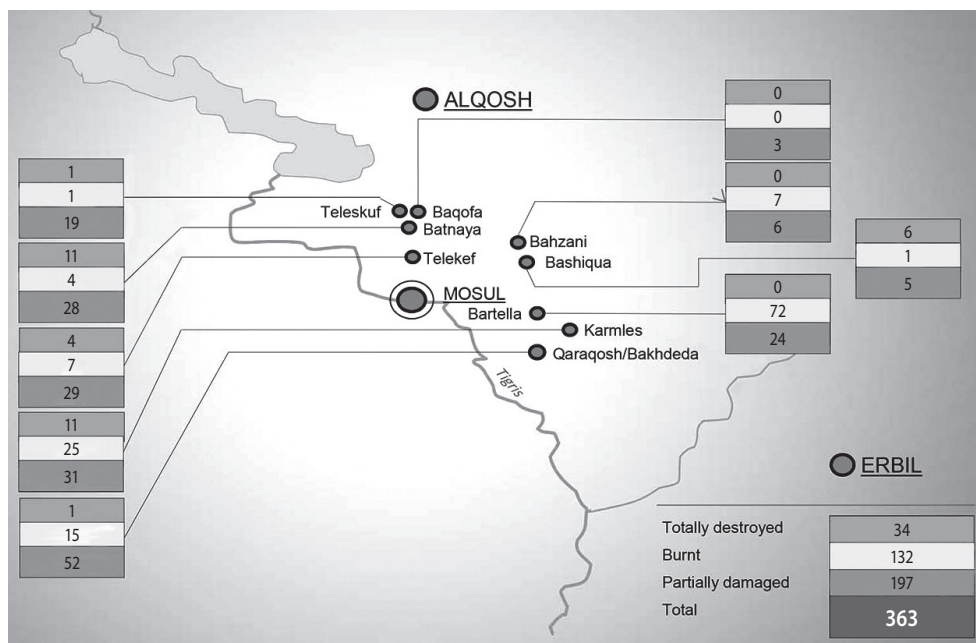 ALQOSH
0
0
3
1
1
19
0
7
6
Teleskuf
Baqofa
Batnaya
Bahzani
Bashiqua
6
1
5
11
4
28
Telekef
MOSUL
Bartella
0
72
24
4
7
29
Karmles
Qaraqosh/Bakhdeda
Tigris
11
25
31
ERBIL
1
15
52
Totally destroyed 34
Burnt 132
Partially damaged 197
Total 363